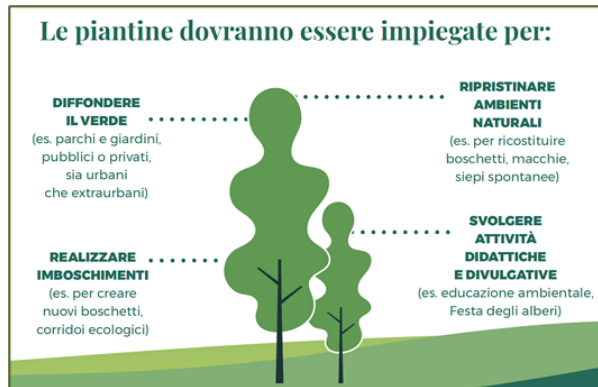 Le piantine dovranno essere impiegate per:
DIFFONDERE
IL VERDE
(es. parchi e giardini,
pubblici o privati,
sia urbani
che extraurbani)
RIPRISTINARE
AMBIENTI
NATURALI
(es. per ricostituire
boschetti, macchie,
siepi spontanee)
REALIZZARE
IMBOSCHIMENTI
(es. per creare
nuovi boschetti,
corridoi ecologici)
SVOLGERE
ATTIVITÀ
DIDATTICHE
E DIVULGATIVE
(es. educazione ambientale,
Festa degli alberi)